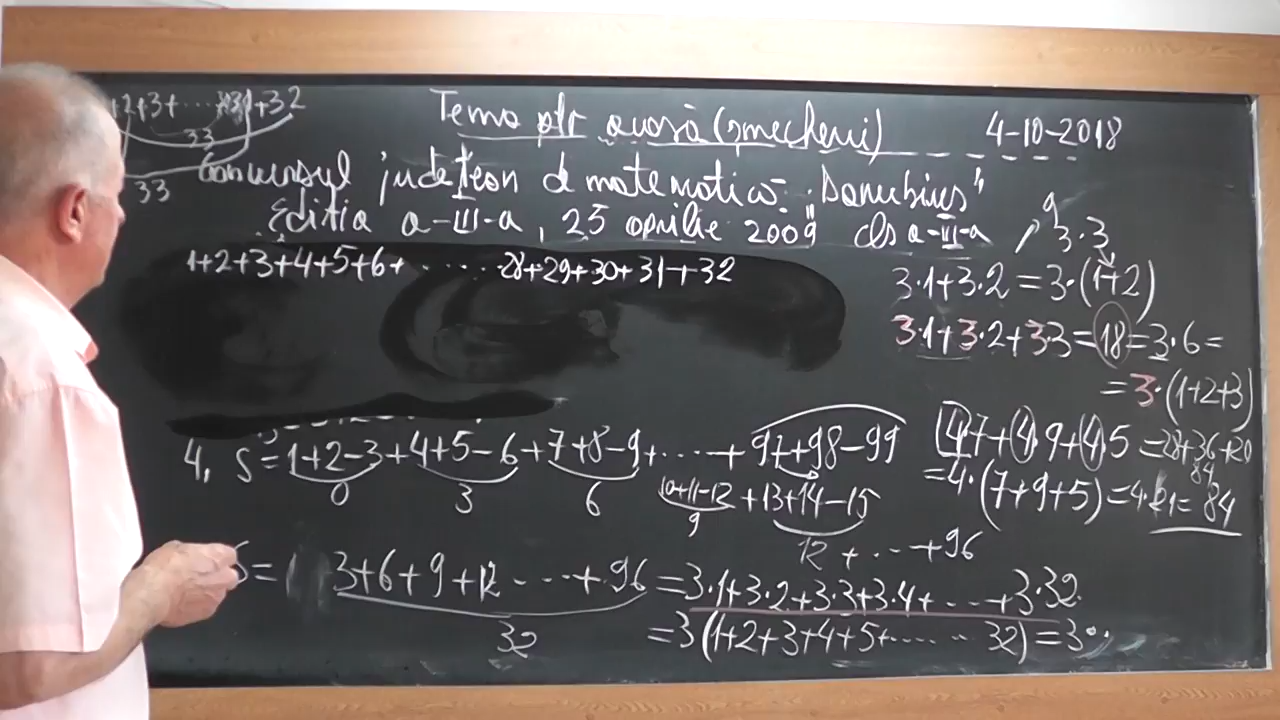 +2+3+ ... 31+32
33
33
Tema ptr acasă (smecheri) 4-10-2018
Concursul județean de matematica „Danubius"
Editia a-III-a, 25 aprilie 2009 cls a-III-a
9
3·3
1+2+3+4+5+6+ ....... 28+29+30+31+32
3·1+3·2=3·(1+2)
3·1+3·2+3·3=18=3·6=
=3·(1+2+3)
4, S=1+2-3+4+5-6+7+8-9+.....+97+98-99
0 3 6
10+11-12+13+14-15
9
12+...+96
4·7+4·9+4·5=28+36+20
84
=4·(7+9+5)=4·21=84
S= 3+6+9+12 ....+96=3·1+3·2+3·3+3·4+....+3·32
32
=3(1+2+3+4+5+...... 32)=3·